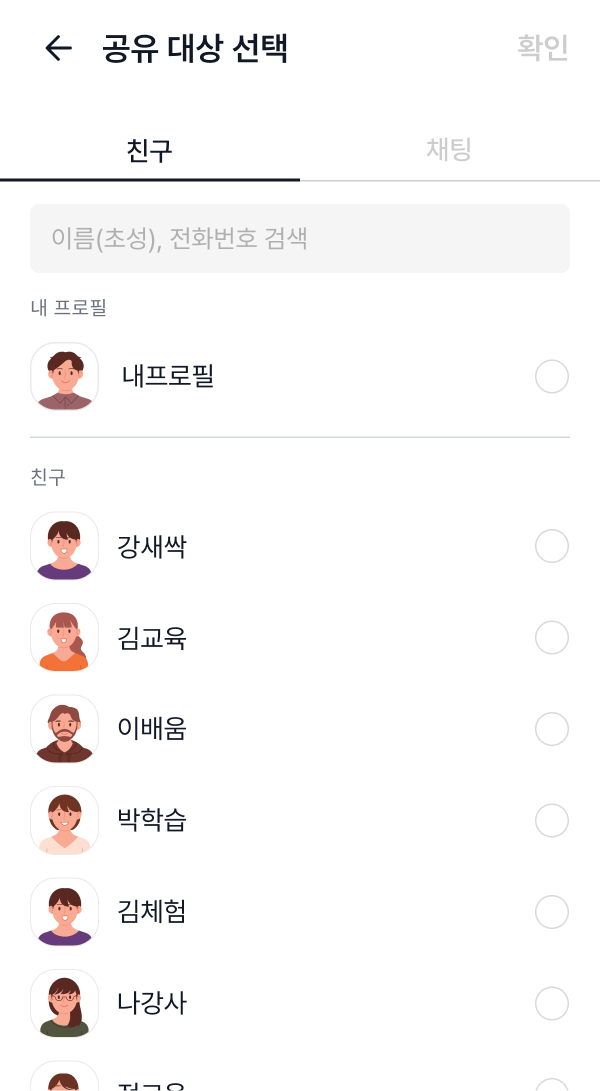 공유 대상 선택 확인
친구 채팅
이름(초성), 전화번호 검색
내 프로필
내프로필
친구
강새싹
김교육
이배움
박학습
김체험
나강사